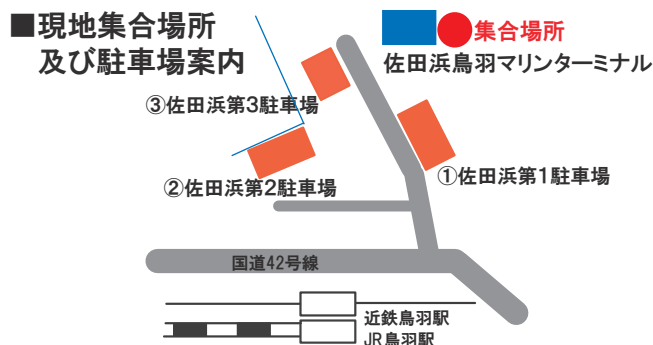 ■現地集合場所
及び駐車場案内
集合場所
佐田浜鳥羽マリンターミナル
③佐田浜第3駐車場
①佐田浜第1駐車場
②佐田浜第2駐車場
国道42号線
近鉄鳥羽駅
JR鳥羽駅